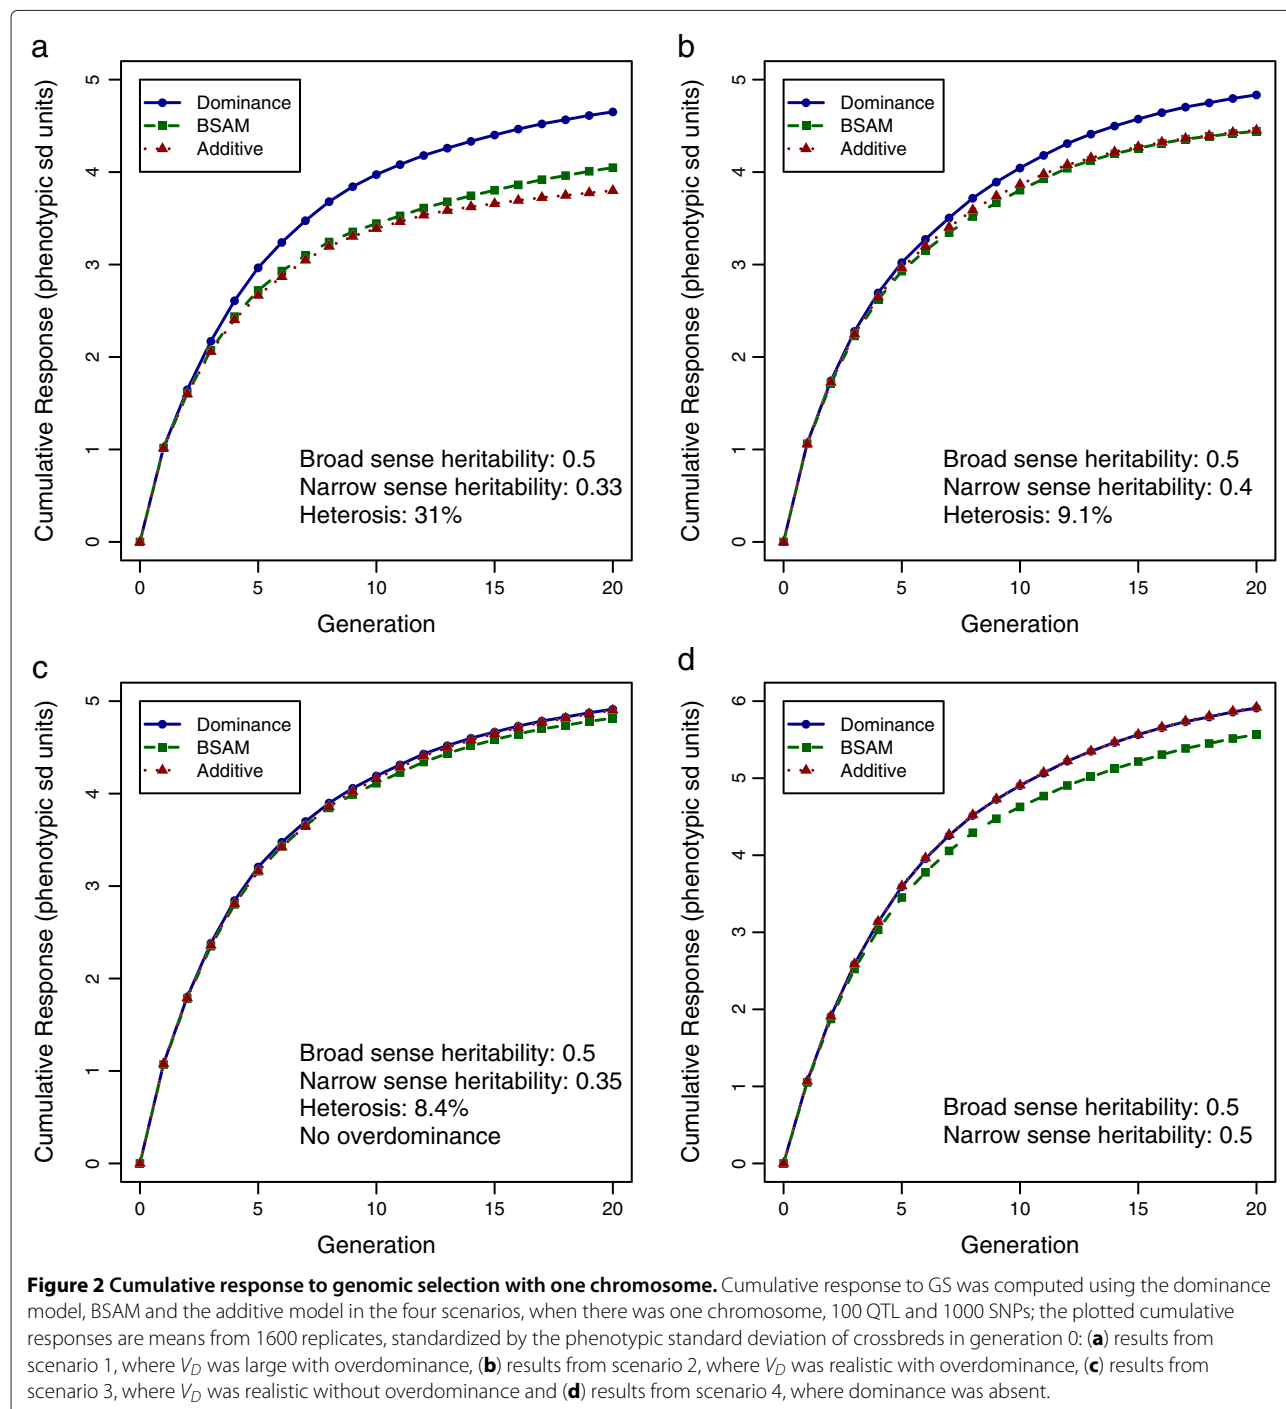 a
5
4
3
2
1
0
Cumulative Response (phenotypic sd units)
Dominance
BSAM
Additive
Broad sense heritability: 0.5
Narrow sense heritability: 0.33
Heterosis: 31%
0 5 10 15 20
Generation
b
5
4
3
2
1
0
Cumulative Response (phenotypic sd units)
Dominance
BSAM
Additive
Broad sense heritability: 0.5
Narrow sense heritability: 0.4
Heterosis: 9.1%
0 5 10 15 20
Generation
c
5
4
3
2
1
0
Cumulative Response (phenotypic sd units)
Dominance
BSAM
Additive
Broad sense heritability: 0.5
Narrow sense heritability: 0.35
Heterosis: 8.4%
No overdominance
0 5 10 15 20
Generation
d
6
5
4
3
2
1
0
Cumulative Response (phenotypic sd units)
Dominance
BSAM
Additive
Broad sense heritability: 0.5
Narrow sense heritability: 0.5
0 5 10 15 20
Generation
Figure 2 Cumulative response to genomic selection with one chromosome. Cumulative response to GS was computed using the dominance
model, BSAM and the additive model in the four scenarios, when there was one chromosome, 100 QTL and 1000 SNPs; the plotted cumulative
responses are means from 1600 replicates, standardized by the phenotypic standard deviation of crossbreds in generation 0: (a) results from
scenario 1, where V_D was large with overdominance, (b) results from scenario 2, where V_D was realistic with overdominance, (c) results from
scenario 3, where V_D was realistic without overdominance and (d) results from scenario 4, where dominance was absent.